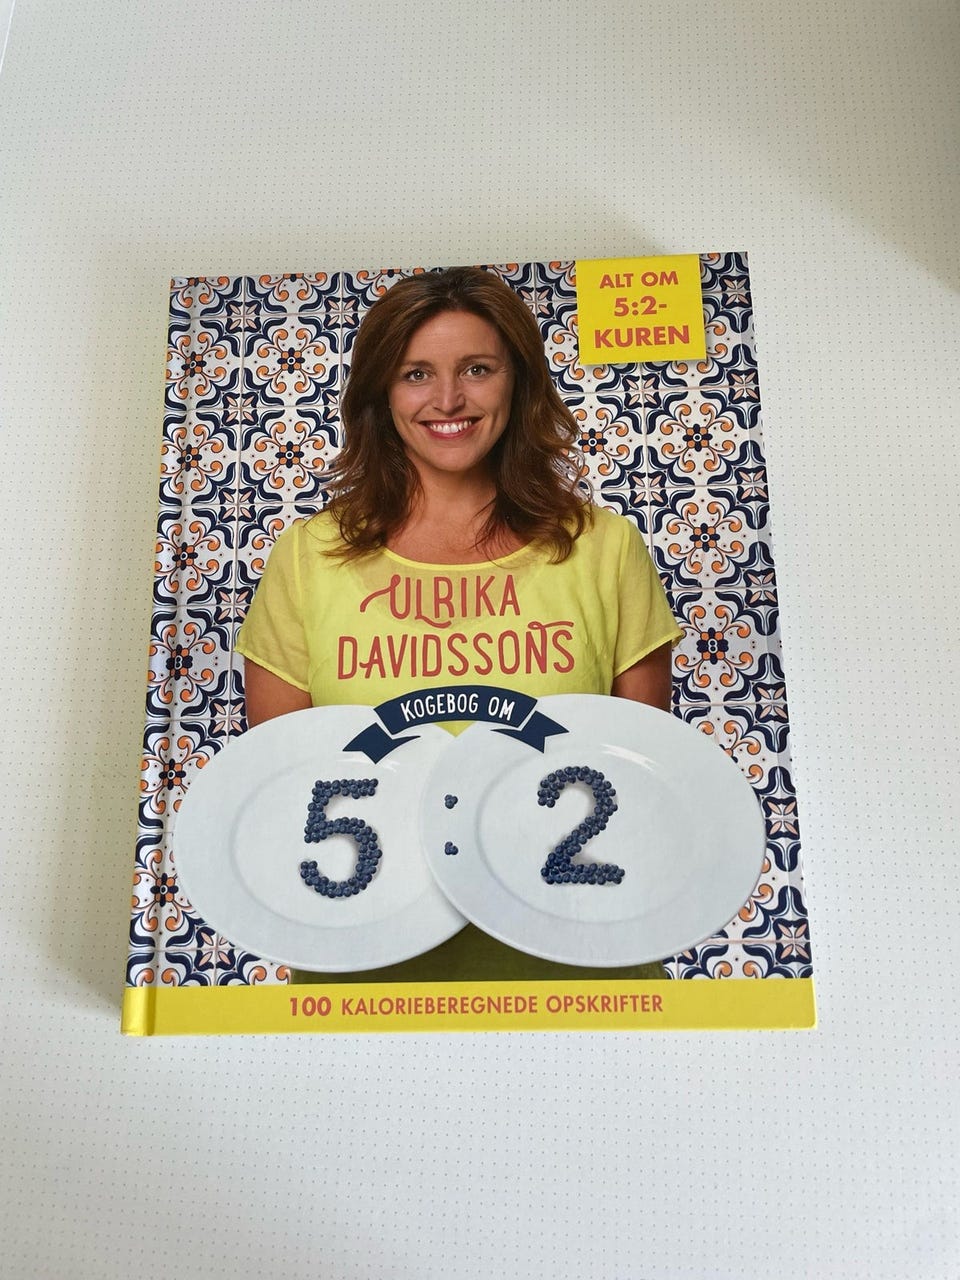 ALT OM
5:2-
KUREN
ULRIKA
DAVIDSSONS
KOGEBOG OM
5:2
100 KALORIEBEREGNEDE OPSKRIFTER